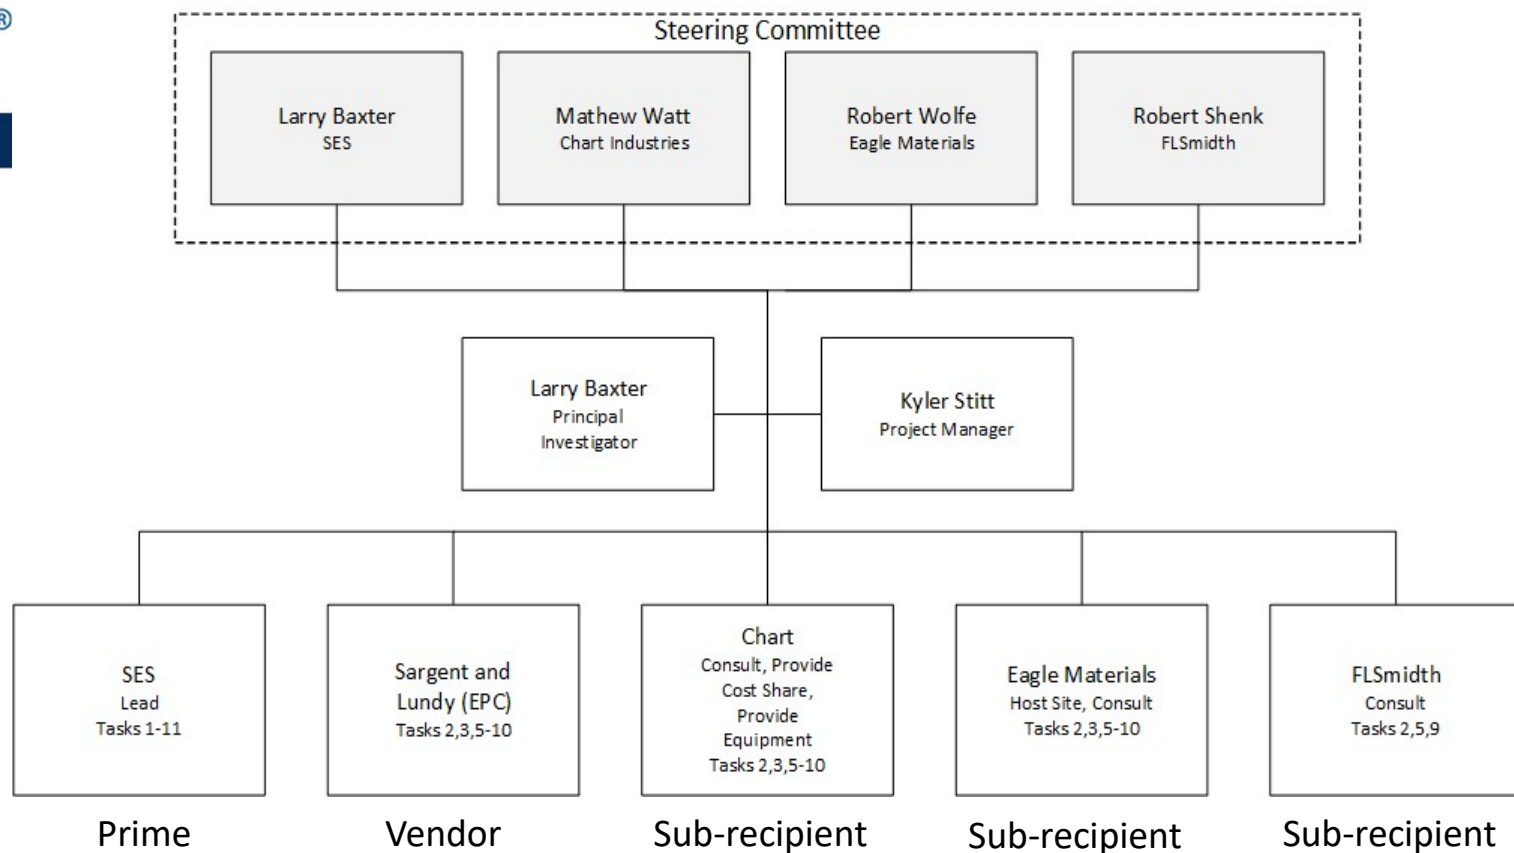 ®
Steering Committee
Larry Baxter
SES
Mathew Watt
Chart Industries
Robert Wolfe
Eagle Materials
Robert Shenk
FLSmidth
Larry Baxter
Principal
Investigator
Kyler Stitt
Project Manager
SES
Lead
Tasks 1-11
Sargent and
Lundy (EPC)
Tasks 2,3,5-10
Chart
Consult, Provide
Cost Share,
Provide
Equipment
Tasks 2,3,5-10
Eagle Materials
Host Site, Consult
Tasks 2,3,5-10
FLSmidth
Consult
Tasks 2,5,9
Prime
Vendor
Sub-recipient
Sub-recipient
Sub-recipient